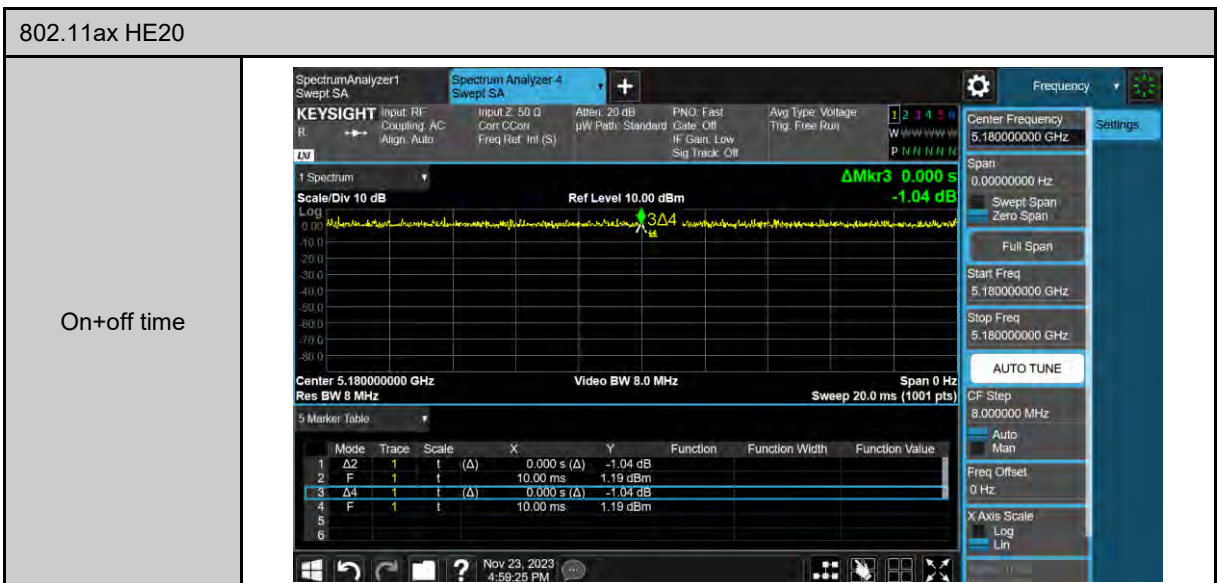 802.11ax HE20
On+off time
SpectrumAnalyzer1
Swept SA
Spectrum Analyzer 4
Swept SA
+
Frequency
KEYSIGHT
R
LXI
Input: RF
Coupling: AC
Align: Auto
Input Z: 50 Ω
Corr CCorr
Freq Ref: Int (S)
Atten: 20 dB
µW Path: Standard
PNO: Fast
Gate: Off
IF Gain: Low
Sig Track: Off
Avg Type: Voltage
Trig: Free Run
1 2 3 4 5 6
W W W W W W
P N N N N N
Center Frequency
5.180000000 GHz
Settings
Span
0.00000000 Hz
Swept Span
Zero Span
Full Span
Start Freq
5.180000000 GHz
Stop Freq
5.180000000 GHz
AUTO TUNE
CF Step
8.000000 MHz
Auto
Man
Freq Offset
0 Hz
X Axis Scale
Log
Lin
1 Spectrum
ΔMkr3 0.000 s
Scale/Div 10 dB
Ref Level 10.00 dBm
-1.04 dB
Log
3Δ4
0.00
-10.0
-20.0
-30.0
-40.0
-50.0
-60.0
-70.0
-80.0
Center 5.180000000 GHz
Video BW 8.0 MHz
Span 0 Hz
Res BW 8 MHz
Sweep 20.0 ms (1001 pts)
5 Marker Table
Mode Trace Scale X Y Function Function Width Function Value
1 Δ2 1 t (Δ) 0.000 s (Δ) -1.04 dB
2 F 1 t 10.00 ms 1.19 dBm
3 Δ4 1 t (Δ) 0.000 s (Δ) -1.04 dB
4 F 1 t 10.00 ms 1.19 dBm
5
6
?
Nov 23, 2023
4:59:25 PM